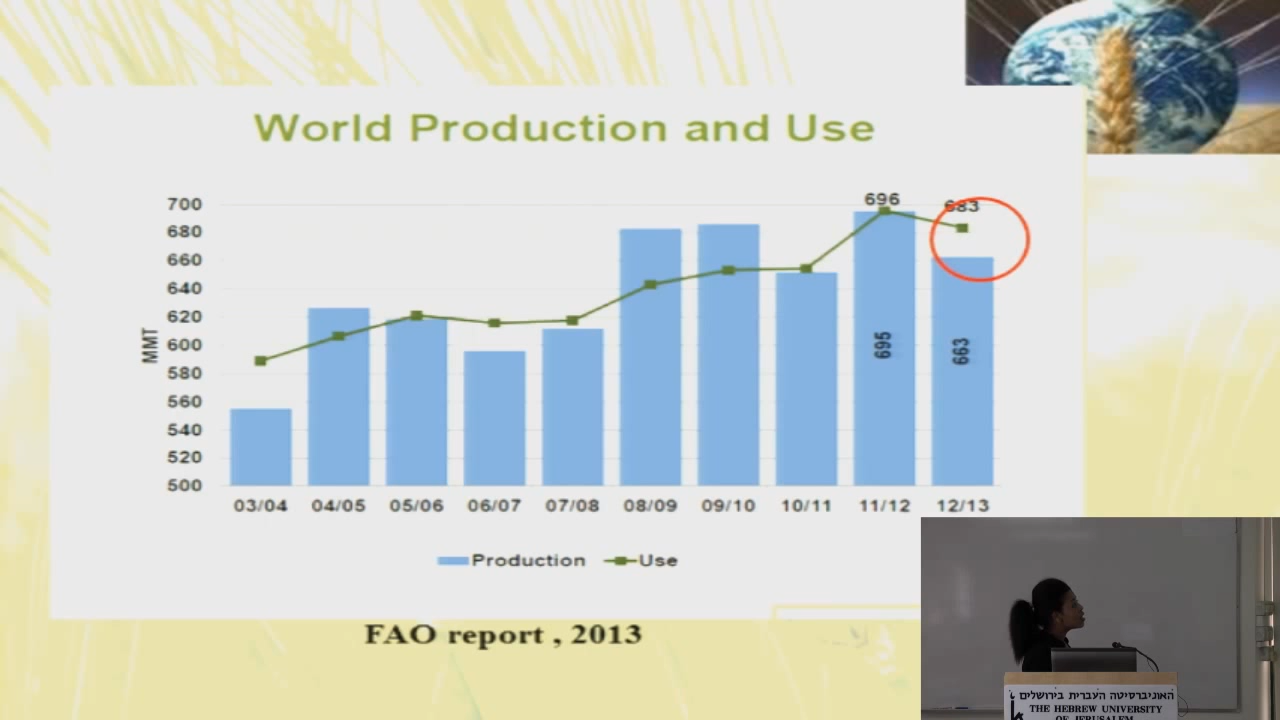 World Production and Use
MMT
700
680
660
640
620
600
580
560
540
520
500
696
683
695
663
03/04 04/05 05/06 06/07 07/08 08/09 09/10 10/11 11/12 12/13
Production Use
FAO report , 2013
האוניברסיטה העברית בירושלים
THE HEBREW UNIVERSITY
OF JERUSALEM